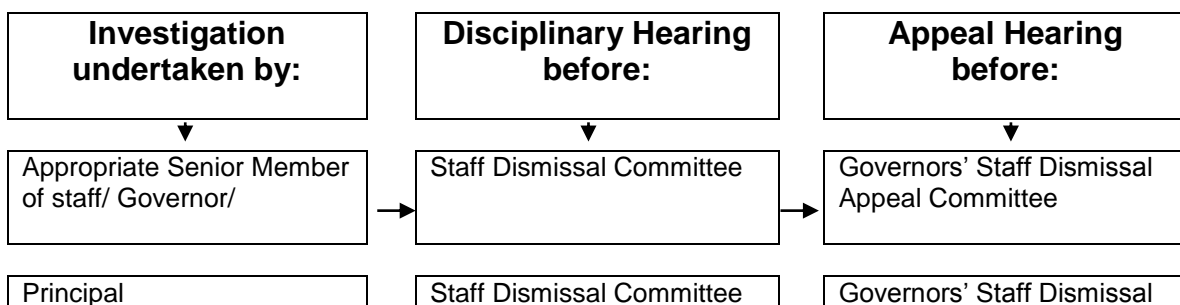 Investigation
undertaken by:
Disciplinary Hearing
before:
Appeal Hearing
before:
Appropriate Senior Member
of staff/ Governor/
Staff Dismissal Committee
Governors’ Staff Dismissal
Appeal Committee
Principal
Staff Dismissal Committee
Governors’ Staff Dismissal